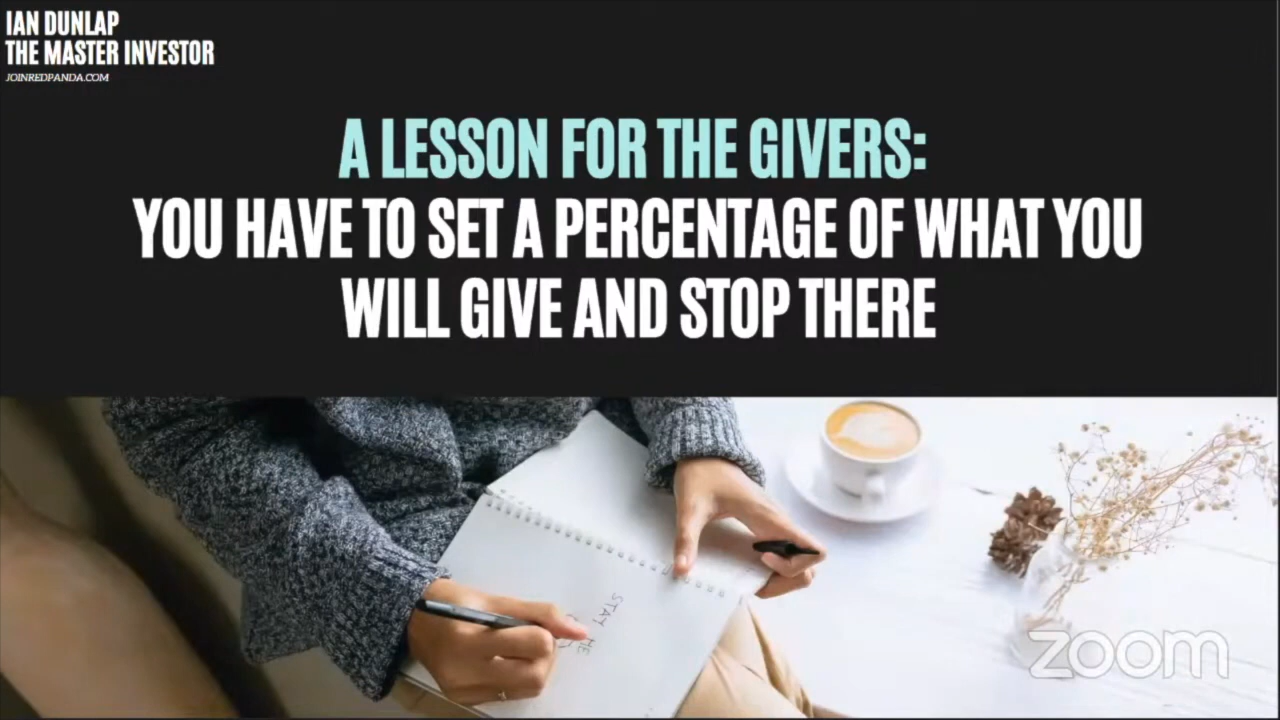 IAN DUNLAP
THE MASTER INVESTOR
JOINREDPANDA.COM
A LESSON FOR THE GIVERS:
YOU HAVE TO SET A PERCENTAGE OF WHAT YOU
WILL GIVE AND STOP THERE
STAY
zoom